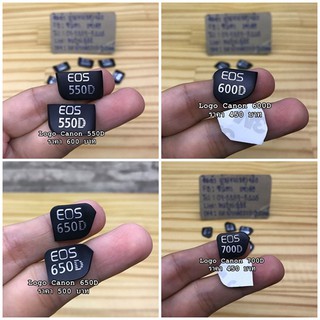 EOS
550D
EOS
550D
Logo Canon 550D
ราคา 600 บาท
EOS
600D
Logo Canon 600D
ราคา 450 บาท
EOS
650D
EOS
650D
Logo Canon 650D
ราคา 500 บาท
EOS
700D
Logo Canon 700D
ราคา 450 บาท